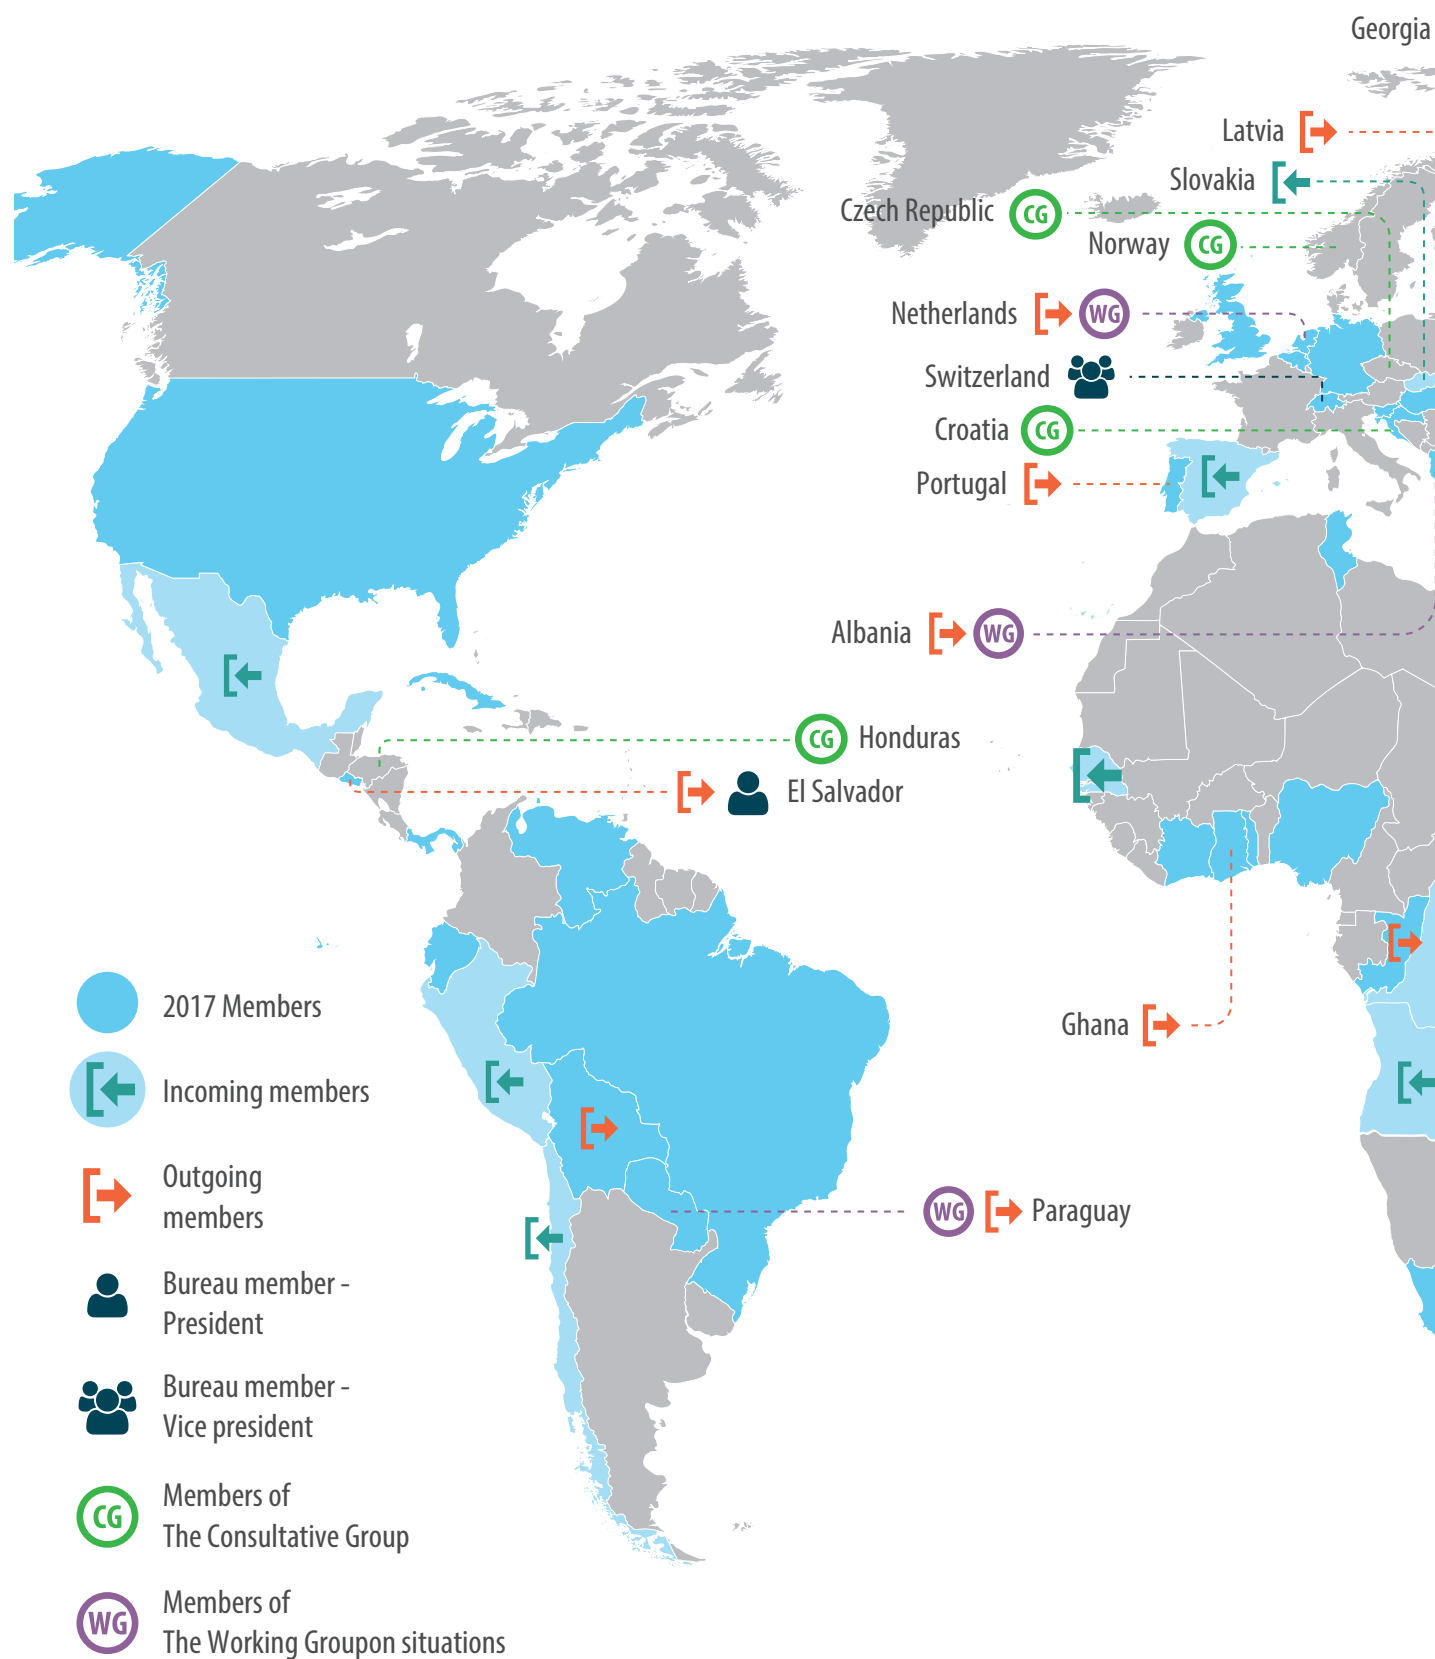 Georgia
Latvia
Slovakia
Czech Republic CG
Norway CG
Netherlands WG
Switzerland
Croatia CG
Portugal
Albania WG
CG Honduras
El Salvador
2017 Members
Ghana
Incoming members
Outgoing
members
WG Paraguay
Bureau member -
President
Bureau member -
Vice president
CG
Members of
The Consultative Group
WG
Members of
The Working Groupon situations